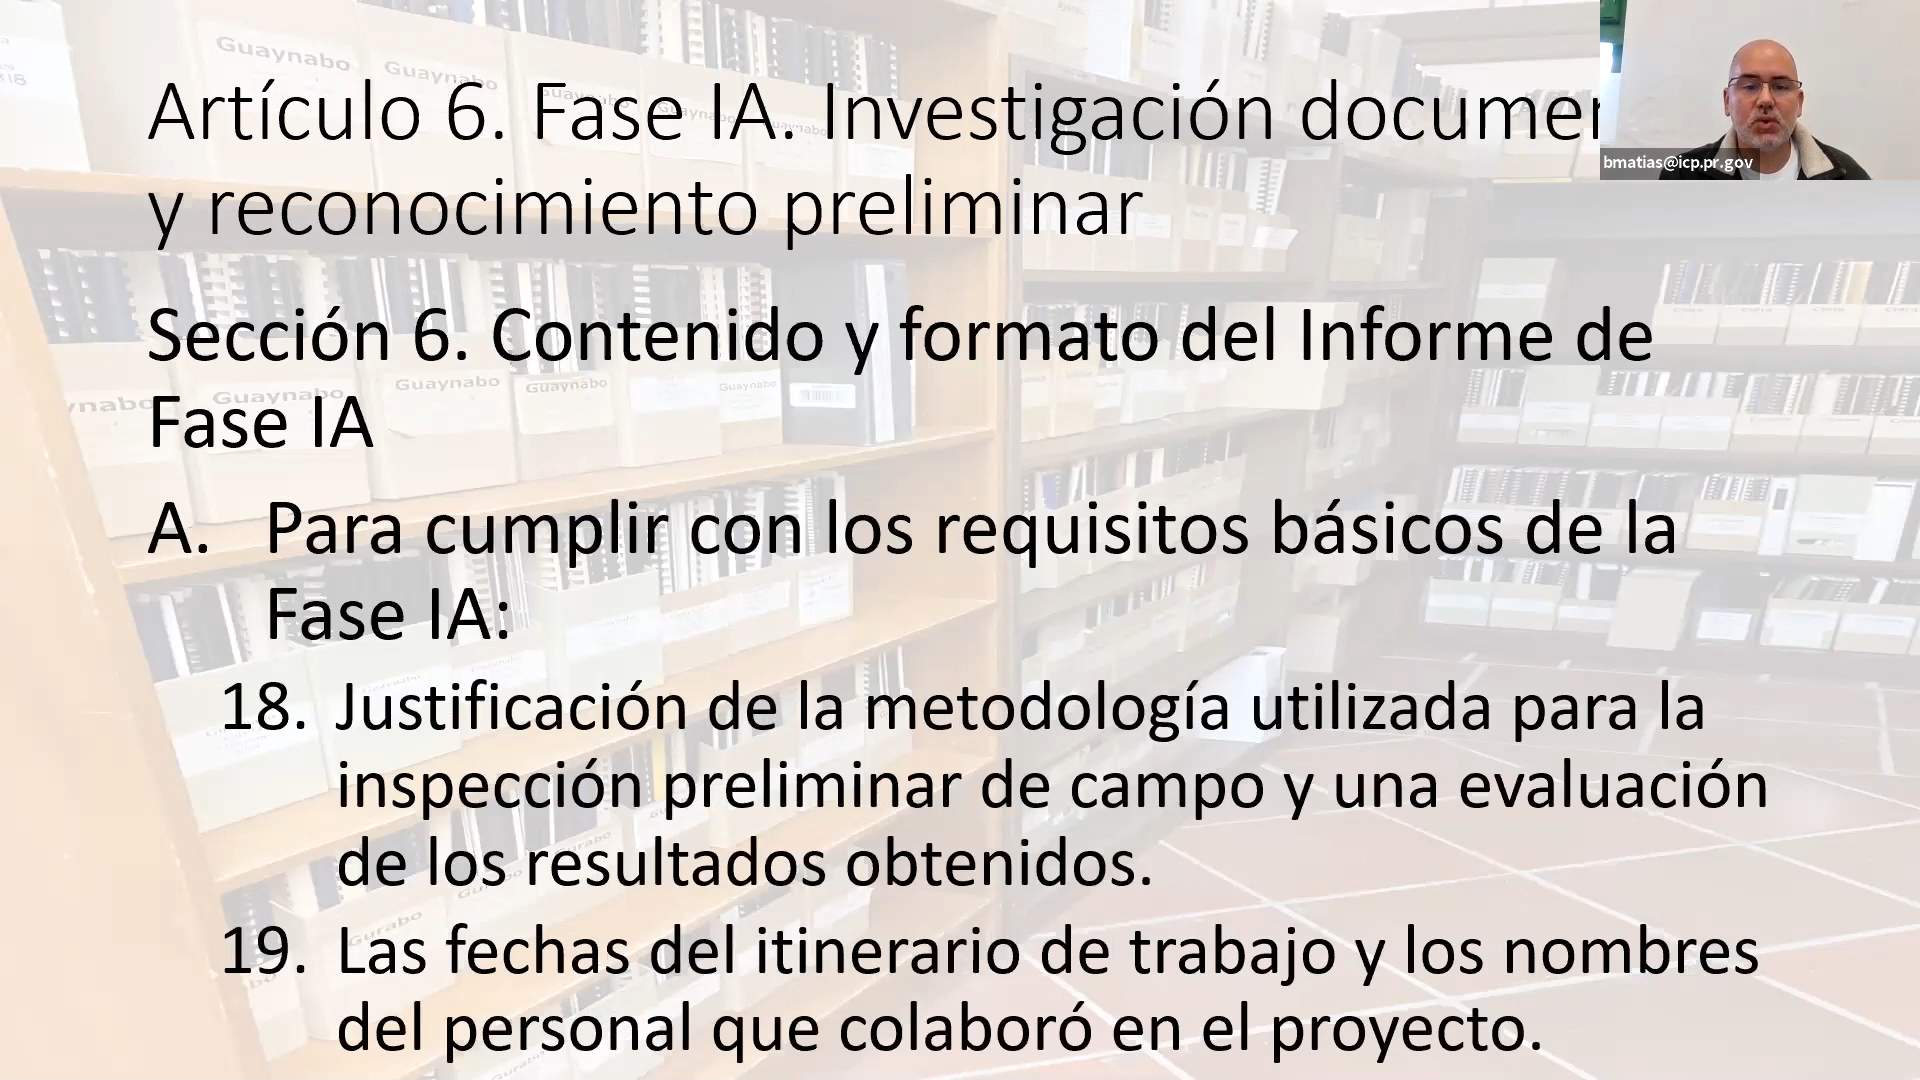 Artículo 6. Fase IA. Investigación
y reconocimiento preliminar
bmatias@icp.pr.gov
Sección 6. Contenido y formato del Informe de
Fase IA
A. Para cumplir con los requisitos básicos de la
Fase IA:
18. Justificación de la metodología utilizada para la
inspección preliminar de campo y una evaluación
de los resultados obtenidos.
19. Las fechas del itinerario de trabajo y los nombres
del personal que colaboró en el proyecto.
Guaynabo
Guaynabo
Guaynabo
Guaynabo
Guaynabo
Guaynabo
Gurabo